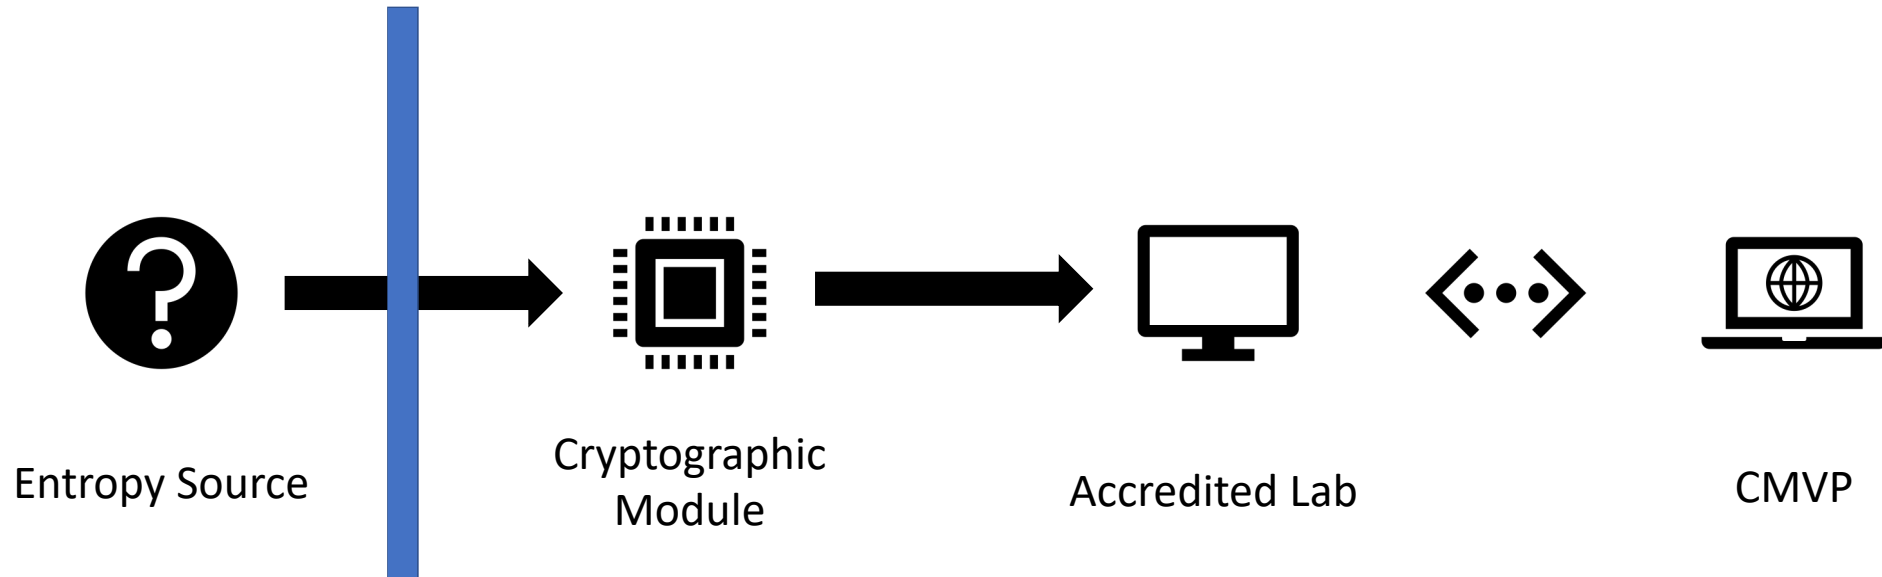 Entropy Source
Cryptographic
Module
Accredited Lab
CMVP